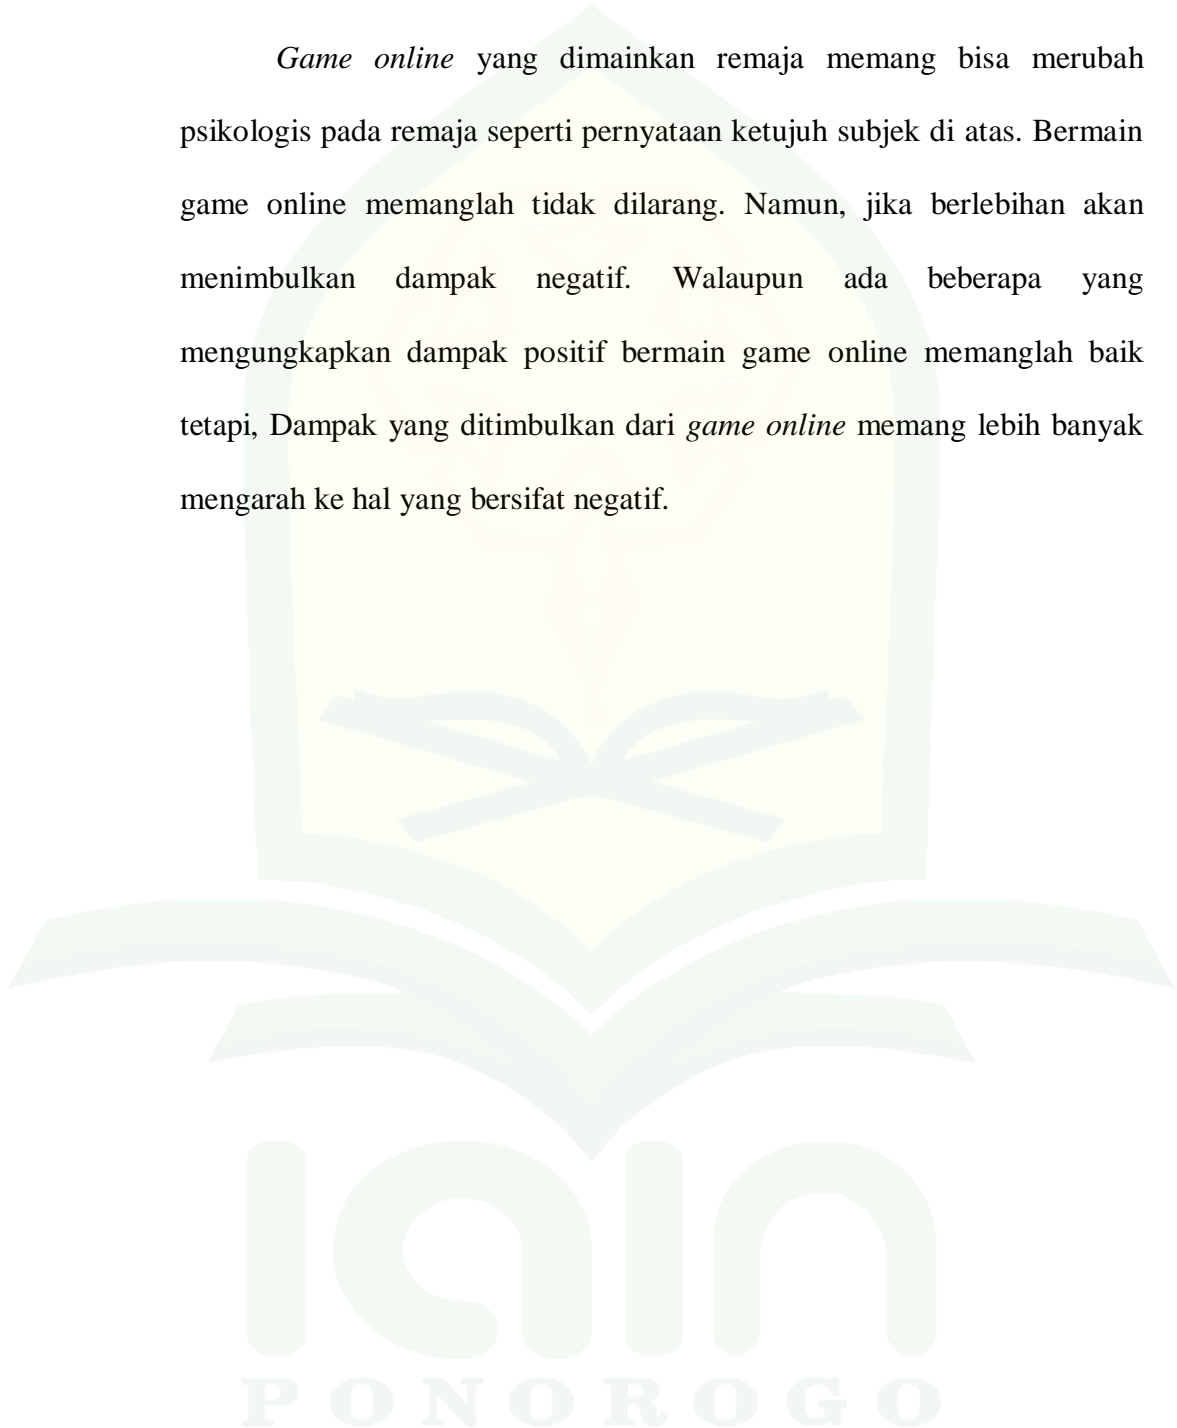 Game online yang dimainkan remaja memang bisa merubah
psikologis pada remaja seperti pernyataan ketujuh subjek di atas. Bermain
game online memanglah tidak dilarang. Namun, jika berlebihan akan
menimbulkan dampak negatif. Walaupun ada beberapa yang
mengungkapkan dampak positif bermain game online memanglah baik
tetapi, Dampak yang ditimbulkan dari game online memang lebih banyak
mengarah ke hal yang bersifat negatif.
iain
PONOROGO